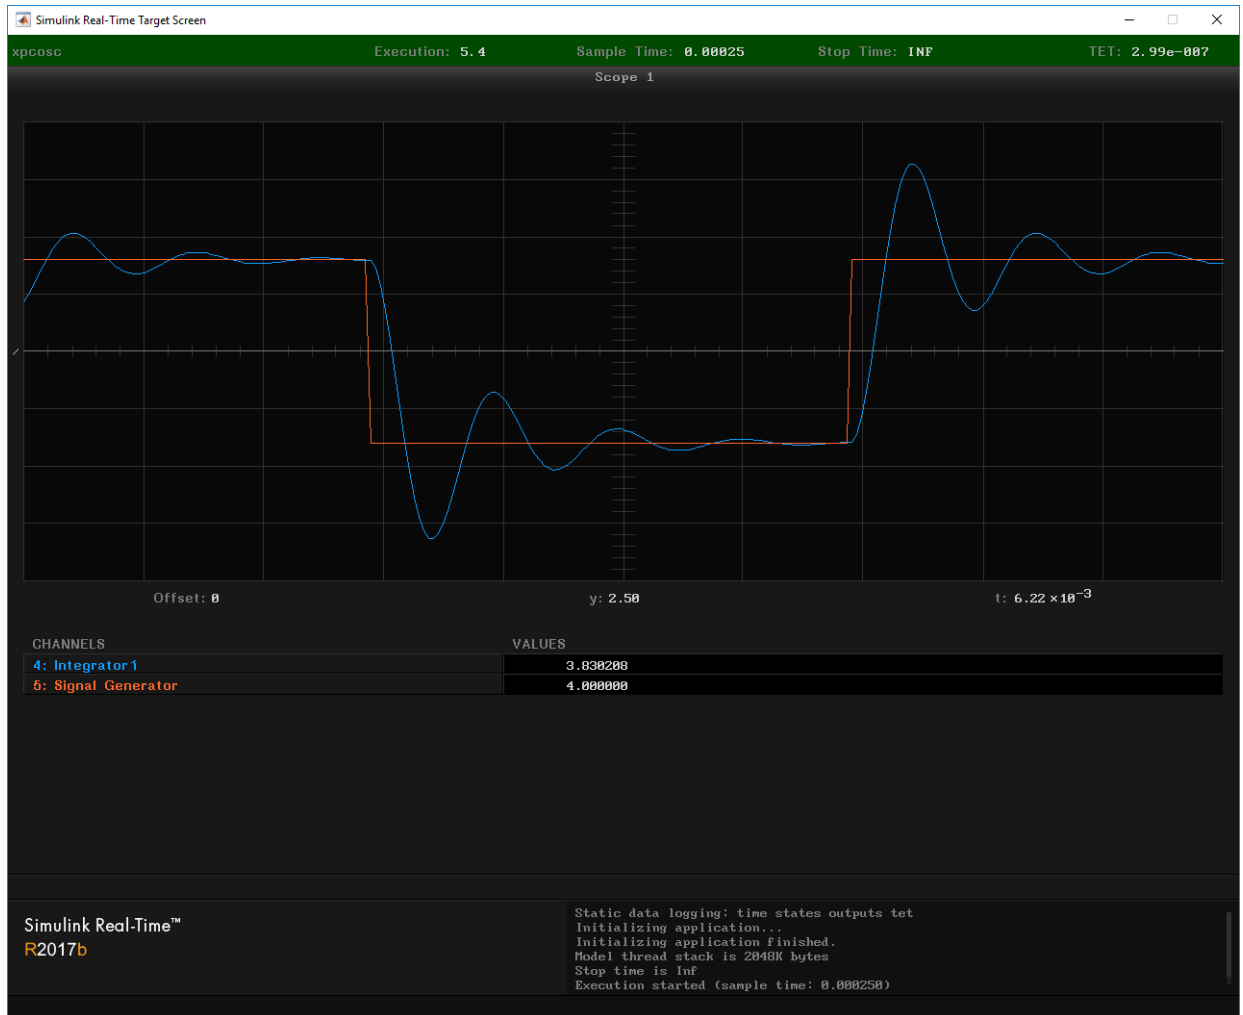 Simulink Real-Time Target Screen
xpcosc Execution: 5.4 Sample Time: 0.00025 Stop Time: INF TET: 2.99e-007
Scope 1
Offset: 0 y: 2.50 t: 6.22 ×10⁻³
CHANNELS VALUES
4: Integrator1 3.830208
5: Signal Generator 4.000000
Simulink Real-Time™
R2017b
Static data logging: time states outputs tet
Initializing application...
Initializing application finished.
Model thread stack is 2048K bytes
Stop time is Inf
Execution started (sample time: 0.000250)